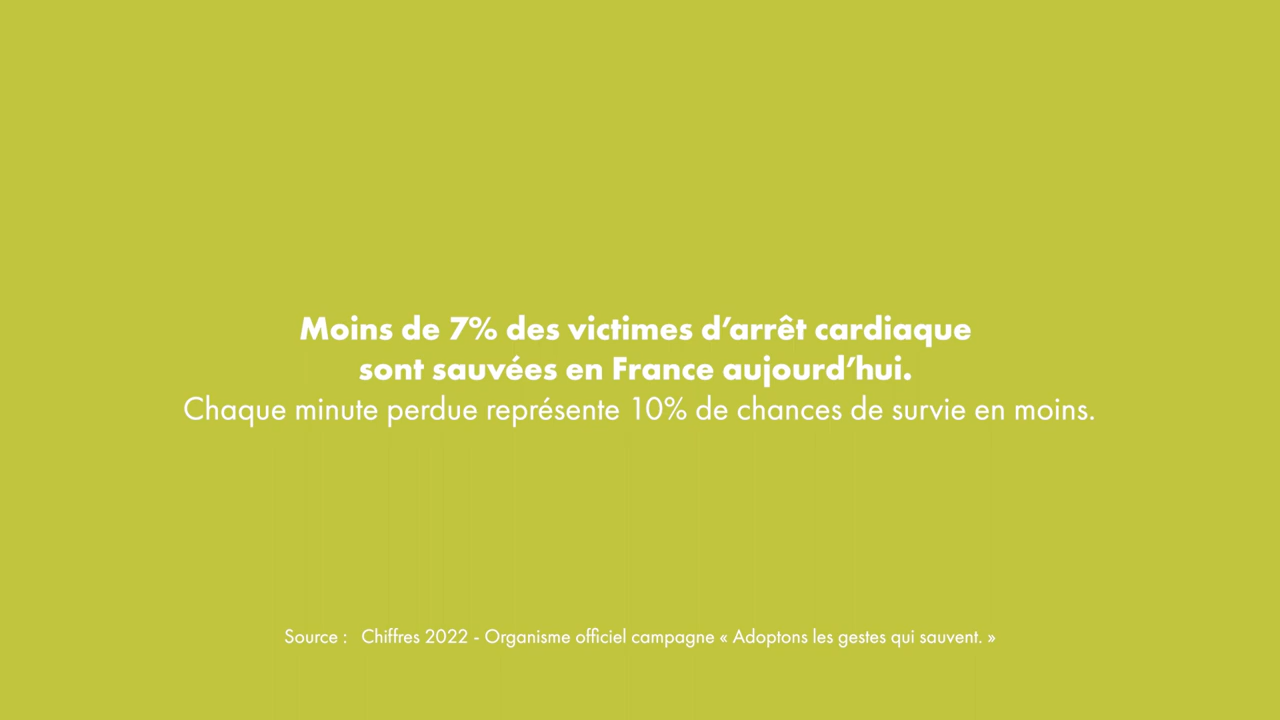 Moins de 7% des victimes d’arrêt cardiaque
sont sauvées en France aujourd’hui.
Chaque minute perdue représente 10% de chances de survie en moins.
Source : Chiffres 2022 - Organisme officiel campagne « Adoptons les gestes qui sauvent. »